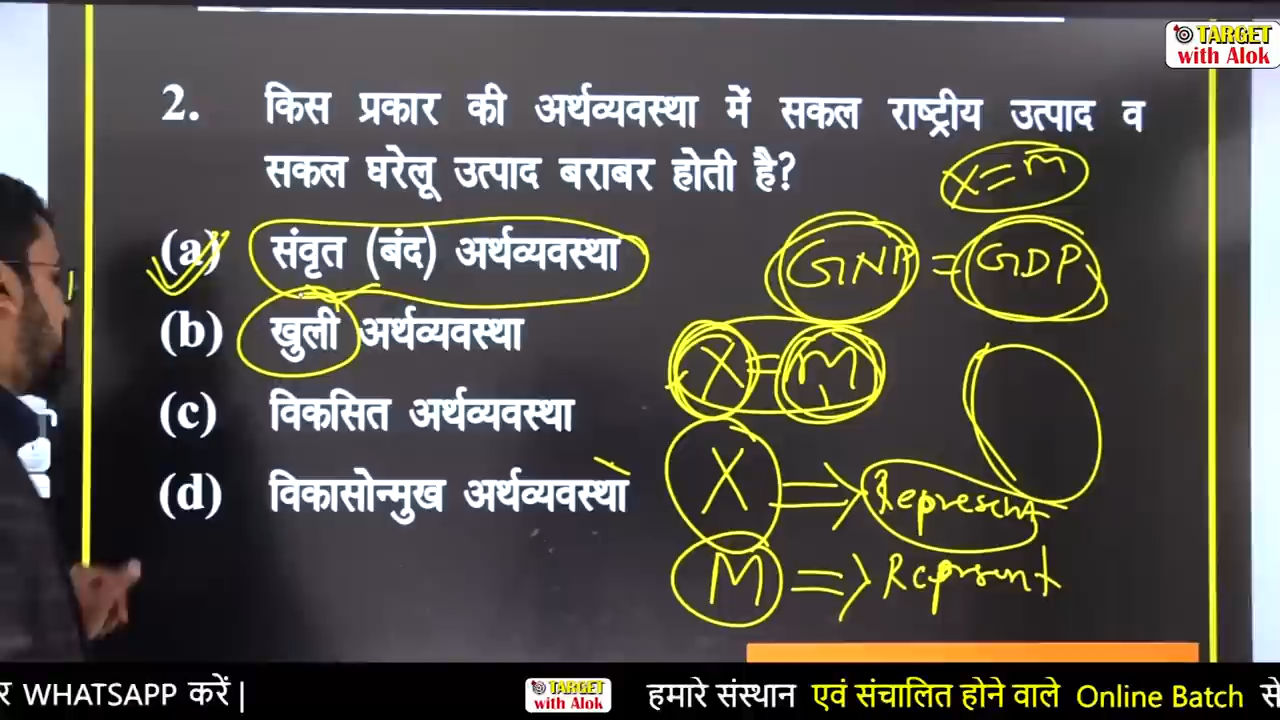 TARGET
with Alok
2. किस प्रकार की अर्थव्यवस्था में सकल राष्ट्रीय उत्पाद व
सकल घरेलू उत्पाद बराबर होती है?
X = m
(a) संवृत (बंद) अर्थव्यवस्था
GNP = GDP
(b) खुली अर्थव्यवस्था
X = M
(c) विकसित अर्थव्यवस्था
(d) विकासोन्मुख अर्थव्यवस्था
X => Represent
M => Represent
र WHATSAPP करें |
TARGET
with Alok
हमारे संस्थान एवं संचालित होने वाले Online Batch से